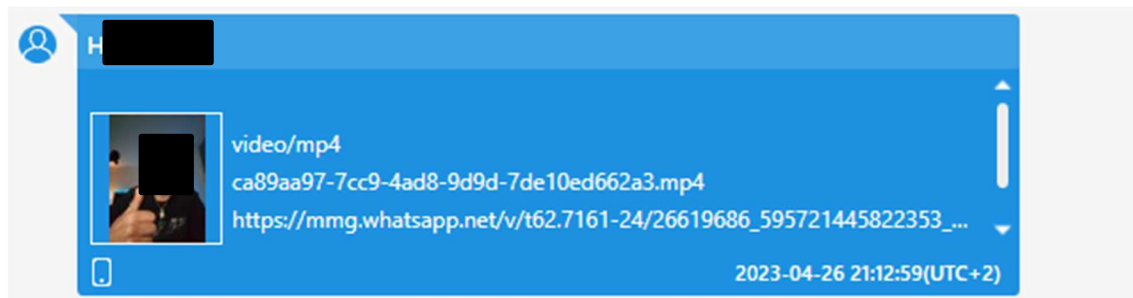 H
video/mp4
ca89aa97-7cc9-4ad8-9d9d-7de10ed662a3.mp4
https://mmg.whatsapp.net/v/t62.7161-24/26619686_595721445822353_...
2023-04-26 21:12:59(UTC+2)